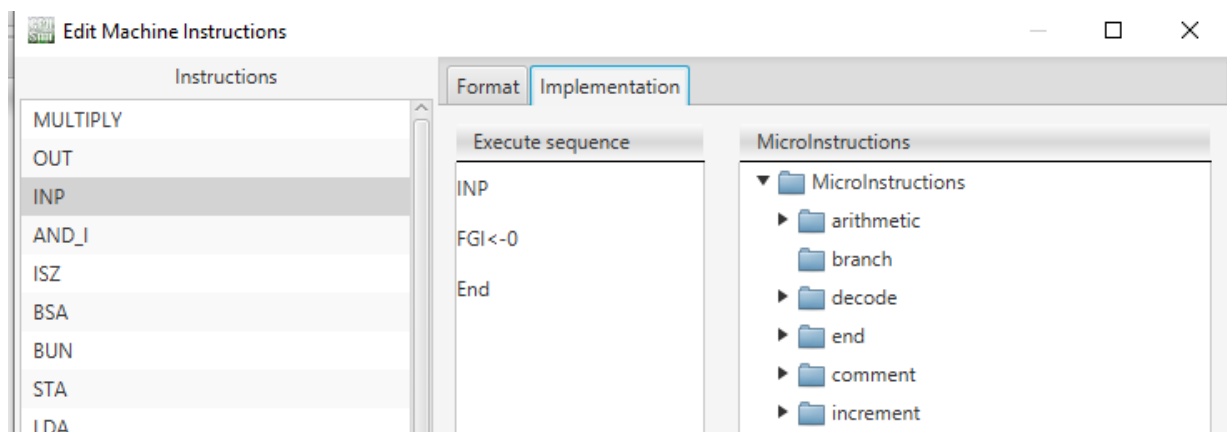 Edit Machine Instructions
Instructions
MULTIPLY
OUT
INP
AND_I
ISZ
BSA
BUN
STA
LDA
Format Implementation
Execute sequence
INP
FGI<-0
End
MicroInstructions
MicroInstructions
arithmetic
branch
decode
end
comment
increment